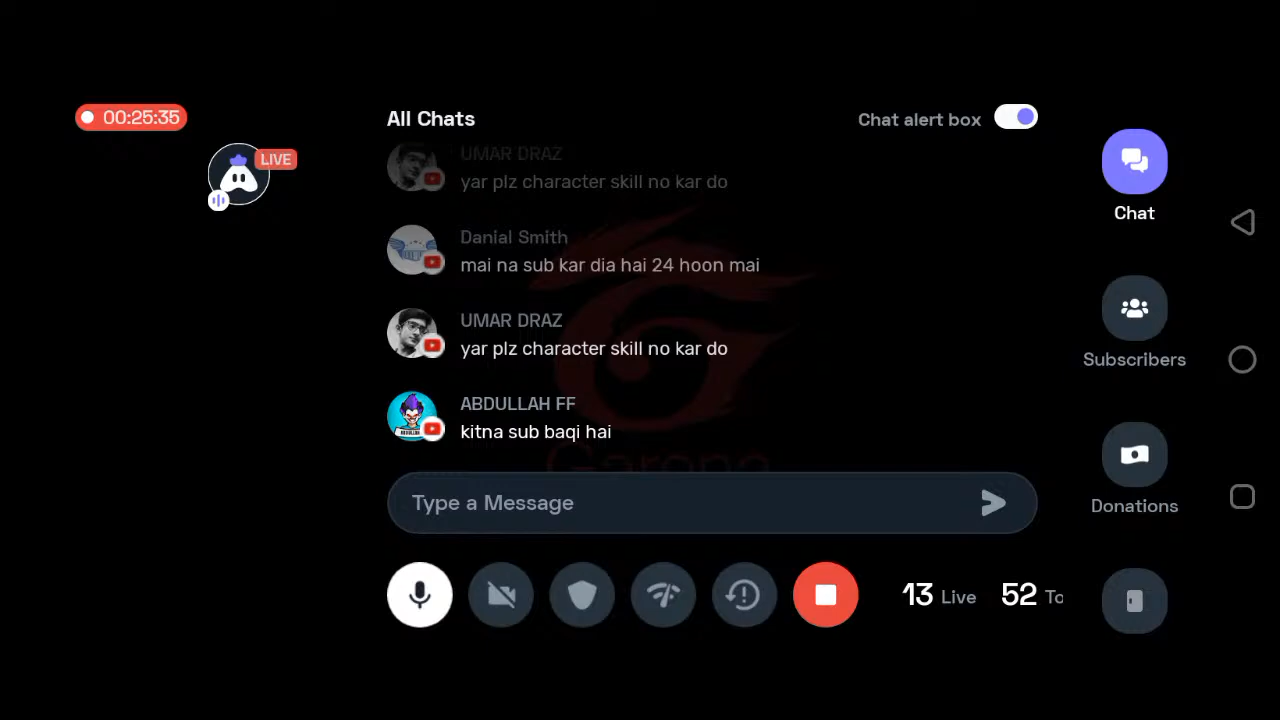 00:25:35
LIVE
All Chats
Chat alert box
UMAR DRAZ
yar plz character skill no kar do
Danial Smith
mai na sub kar dia hai 24 hoon mai
UMAR DRAZ
yar plz character skill no kar do
ABDULLAH FF
kitna sub baqi hai
Garena
Type a Message
13 Live
52 To
Chat
Subscribers
Donations